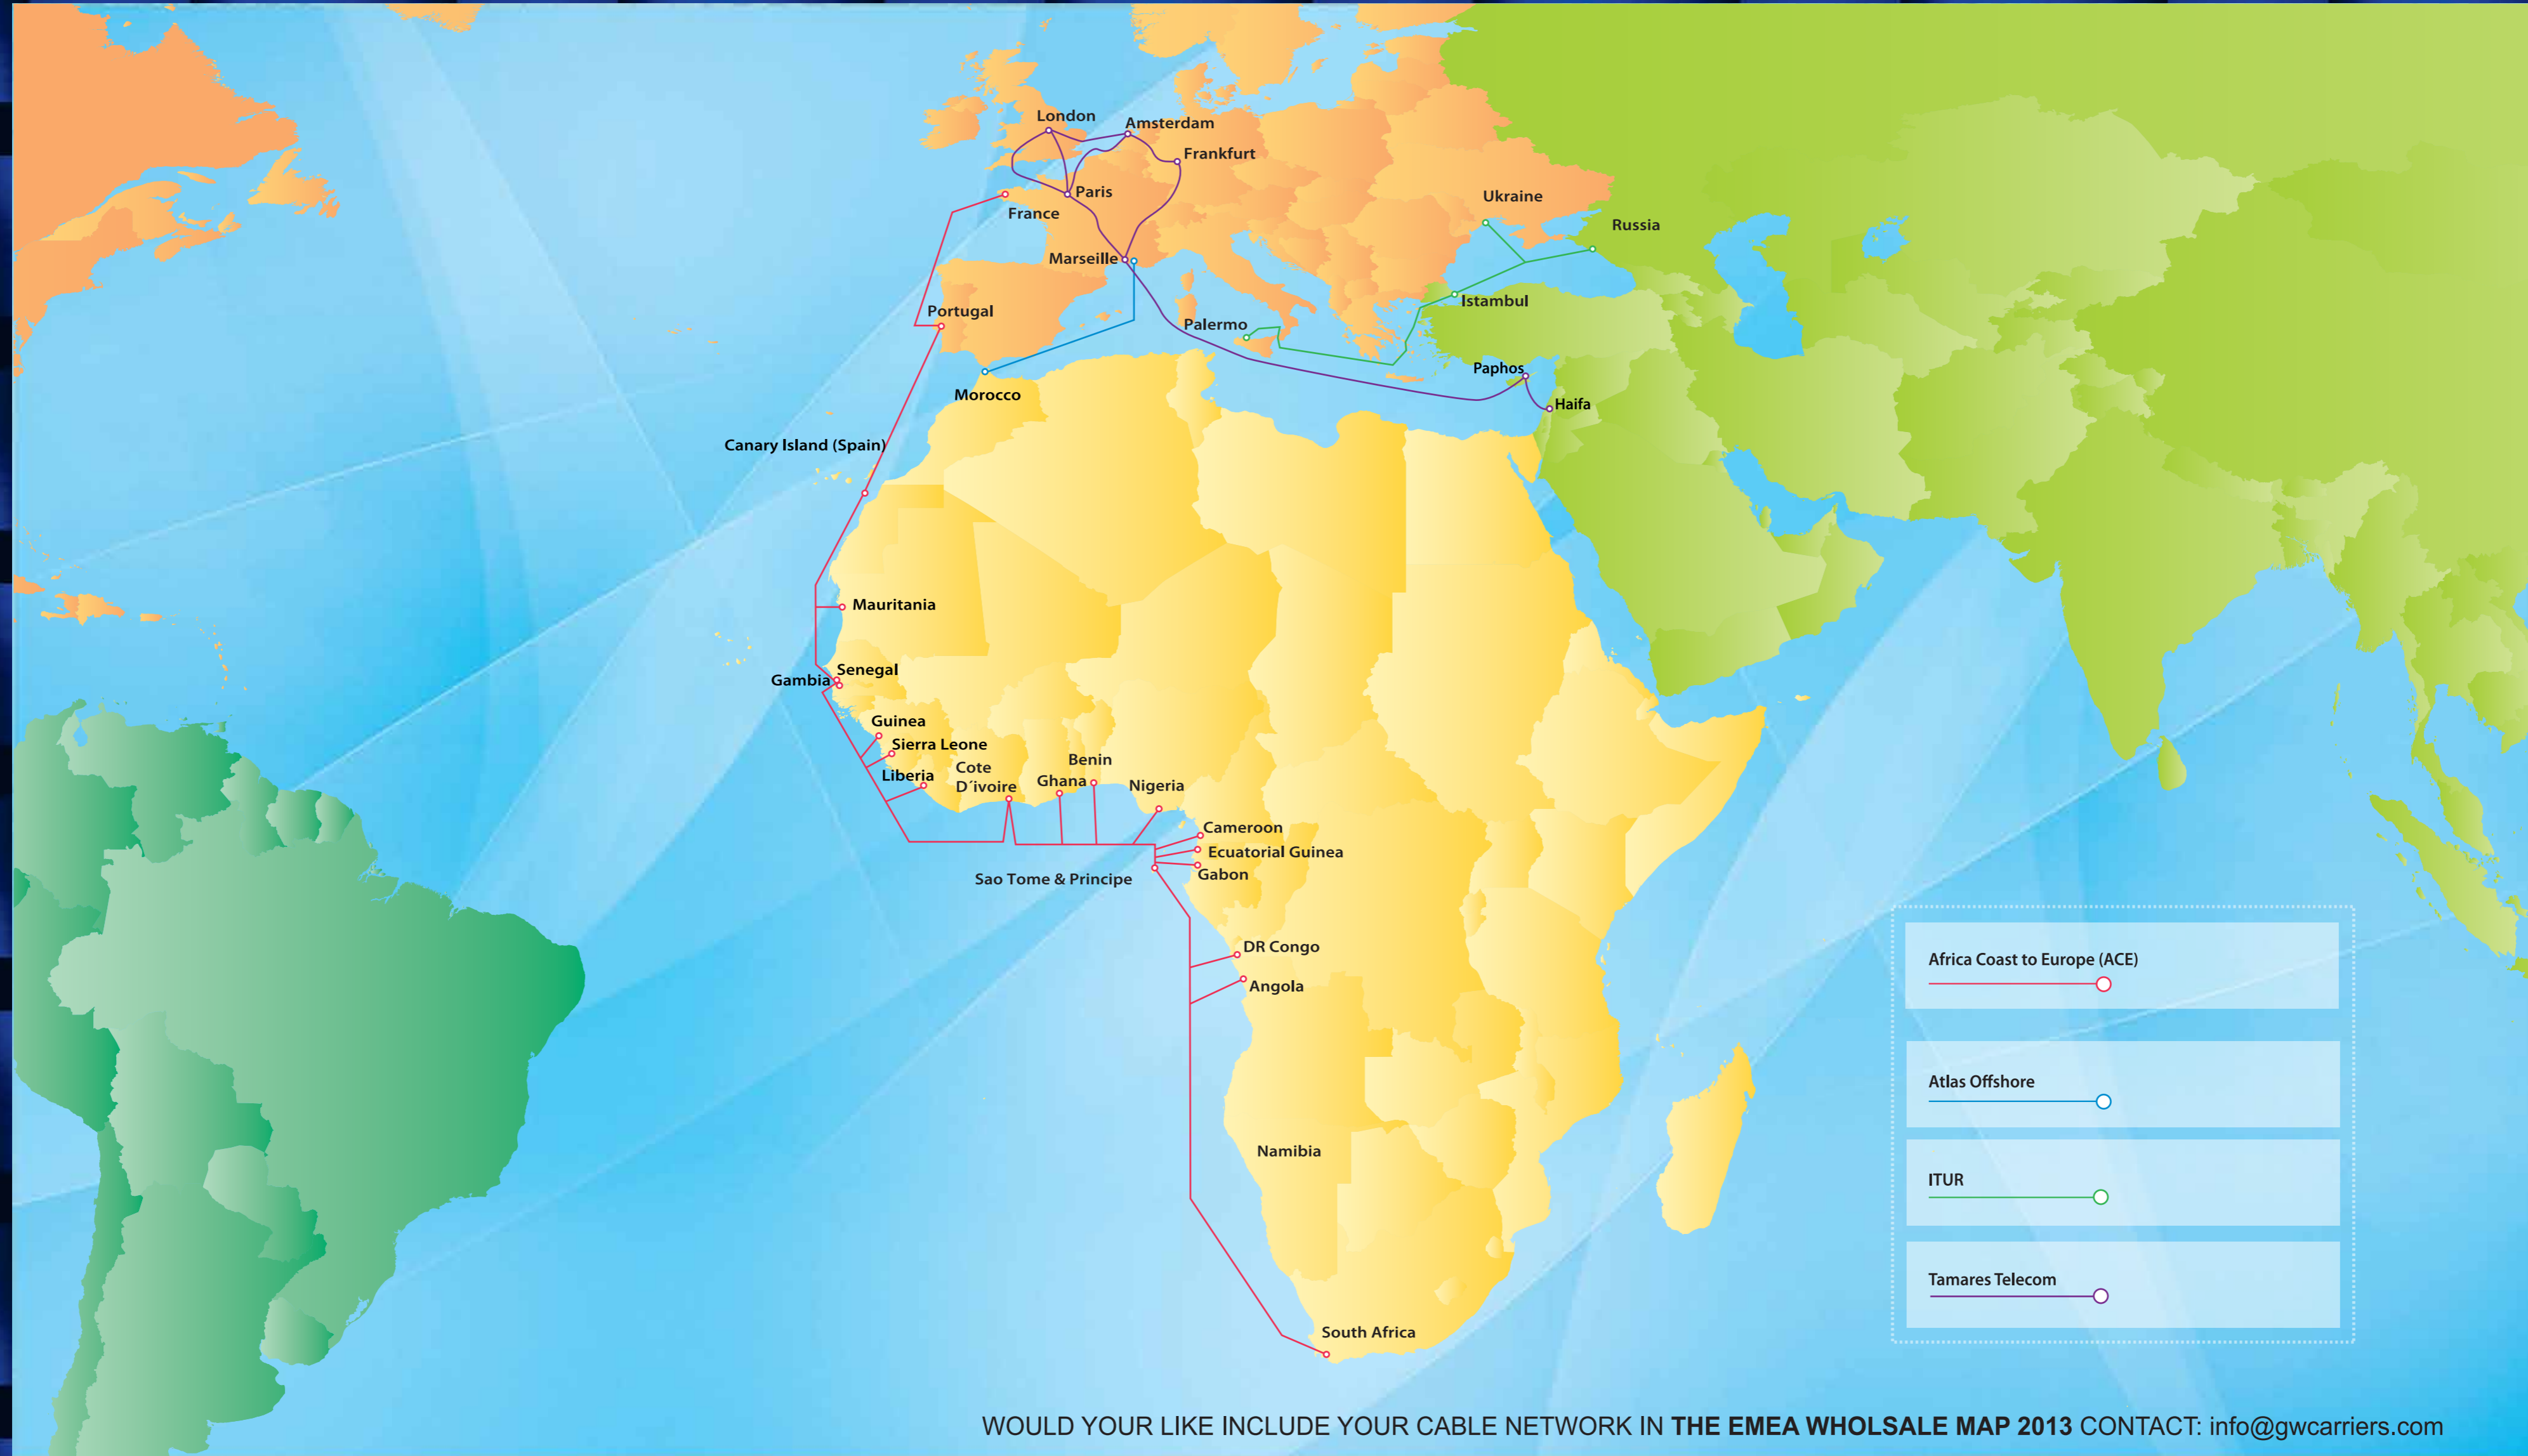 London
Amsterdam
Frankfurt
Paris
France
Ukraine
Russia
Marseille
Istambul
Portugal
Palermo
Paphos
Haifa
Morocco
Canary Island (Spain)
Mauritania
Senegal
Gambia
Guinea
Sierra Leone
Liberia
Cote
D´ivoire
Ghana
Benin
Nigeria
Cameroon
Ecuatorial Guinea
Gabon
Sao Tome & Principe
DR Congo
Angola
Namibia
South Africa
Africa Coast to Europe (ACE)
Atlas Offshore
ITUR
Tamares Telecom
WOULD YOUR LIKE INCLUDE YOUR CABLE NETWORK IN THE EMEA WHOLSALE MAP 2013 CONTACT: info@gwcarriers.com